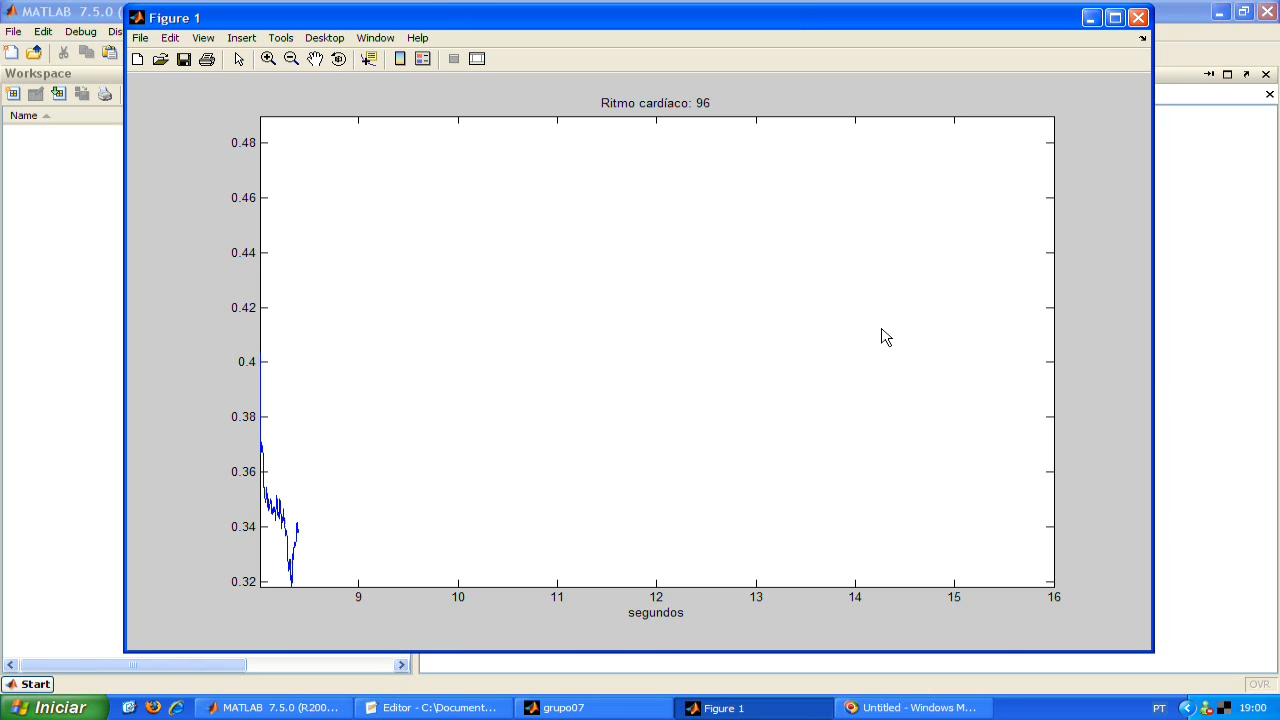 MATLAB 7.5.0 (
Figure 1
File Edit Debug Dis
File Edit View Insert Tools Desktop Window Help
Workspace
Name
Ritmo cardíaco: 96
0.48
0.46
0.44
0.42
0.4
0.38
0.36
0.34
0.32
9 10 11 12 13 14 15 16
segundos
Start
OVR
Iniciar
MATLAB 7.5.0 (R200...
Editor - C:\Document...
grupo07
Figure 1
Untitled - Windows M...
PT
19:00